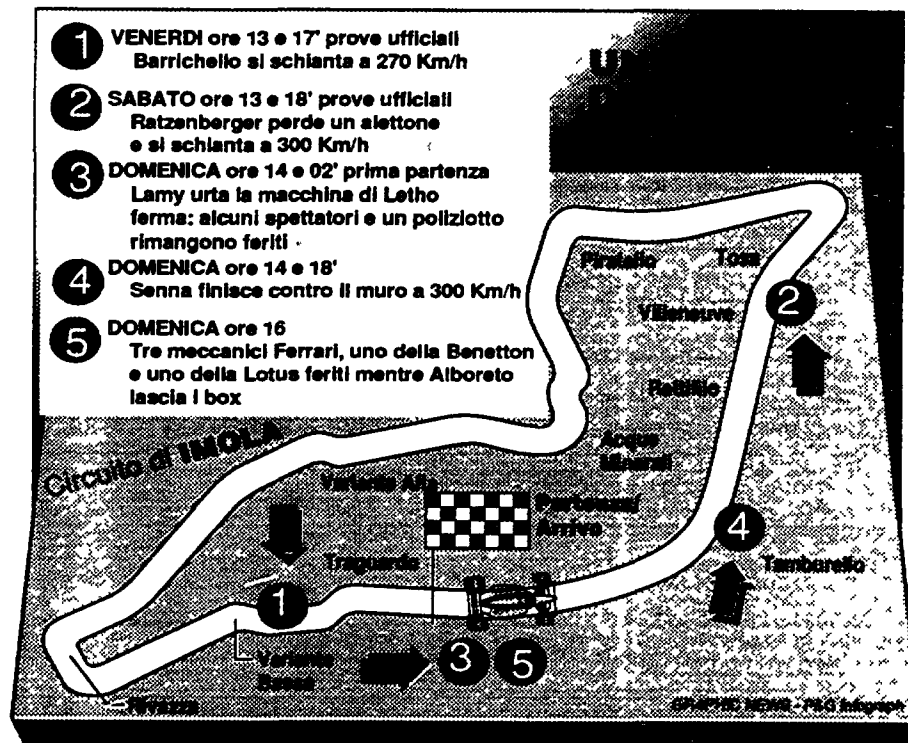 1 VENERDI ore 13 e 17' prove ufficiali
Barrichello si schianta a 270 Km/h
2 SABATO ore 13 e 18' prove ufficiali
Ratzenberger perde un alettone
e si schianta a 300 Km/h
3 DOMENICA ore 14 e 02' prima partenza
Lamy urta la macchina di Letho
ferma: alcuni spettatori e un poliziotto
rimangono feriti
4 DOMENICA ore 14 e 18'
Senna finisce contro il muro a 300 Km/h
5 DOMENICA ore 16
Tre meccanici Ferrari, uno della Benetton
e uno della Lotus feriti mentre Alboreto
lascia i box
Piratello
Tosa
Villeneuve
2
Rettifilo
Circuito di IMOLA
Acque
Minerali
Variante Alta
Partenza/
Arrivo
4
Traguardo
Tamburello
1
3
5
Variante
Bassa
Rivazza
GRAPHIC NEWS - P&G Infograph